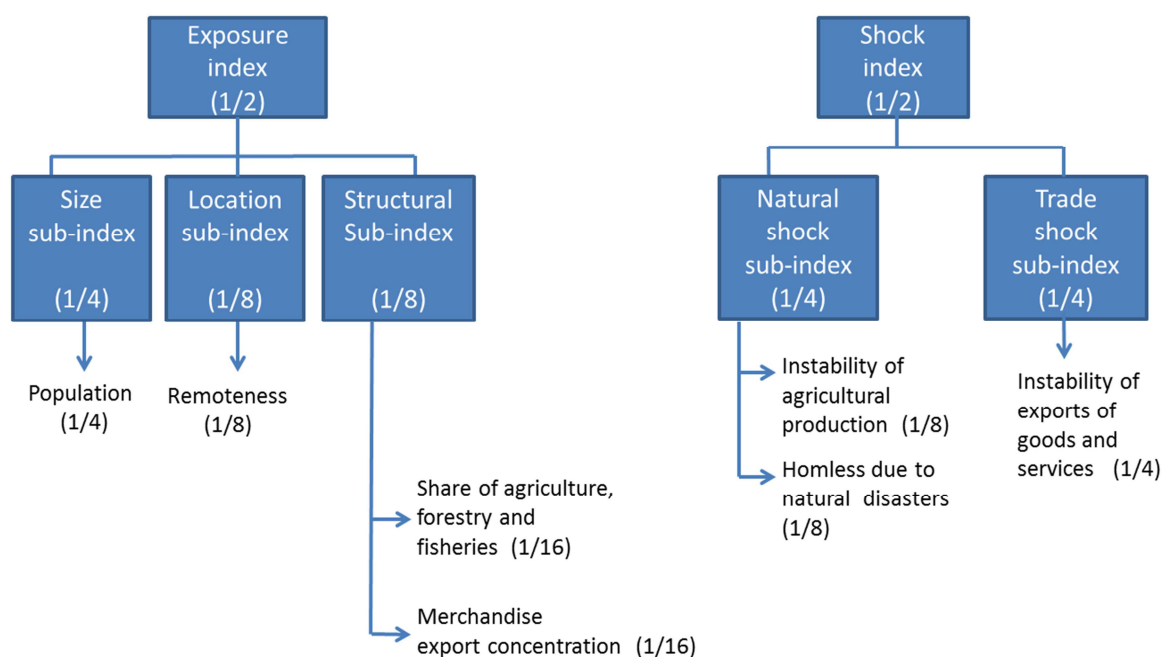 Exposure
index
(1/2)
Shock
index
(1/2)
Size
sub-index
(1/4)
Location
sub-index
(1/8)
Structural
Sub-index
(1/8)
Natural
shock
sub-index
(1/4)
Trade
shock
sub-index
(1/4)
Population
(1/4)
Remoteness
(1/8)
Share of agriculture,
forestry and
fisheries (1/16)
Merchandise
export concentration (1/16)
Instability of
agricultural
production (1/8)
Homless due to
natural disasters
(1/8)
Instability of
exports of
goods and
services (1/4)